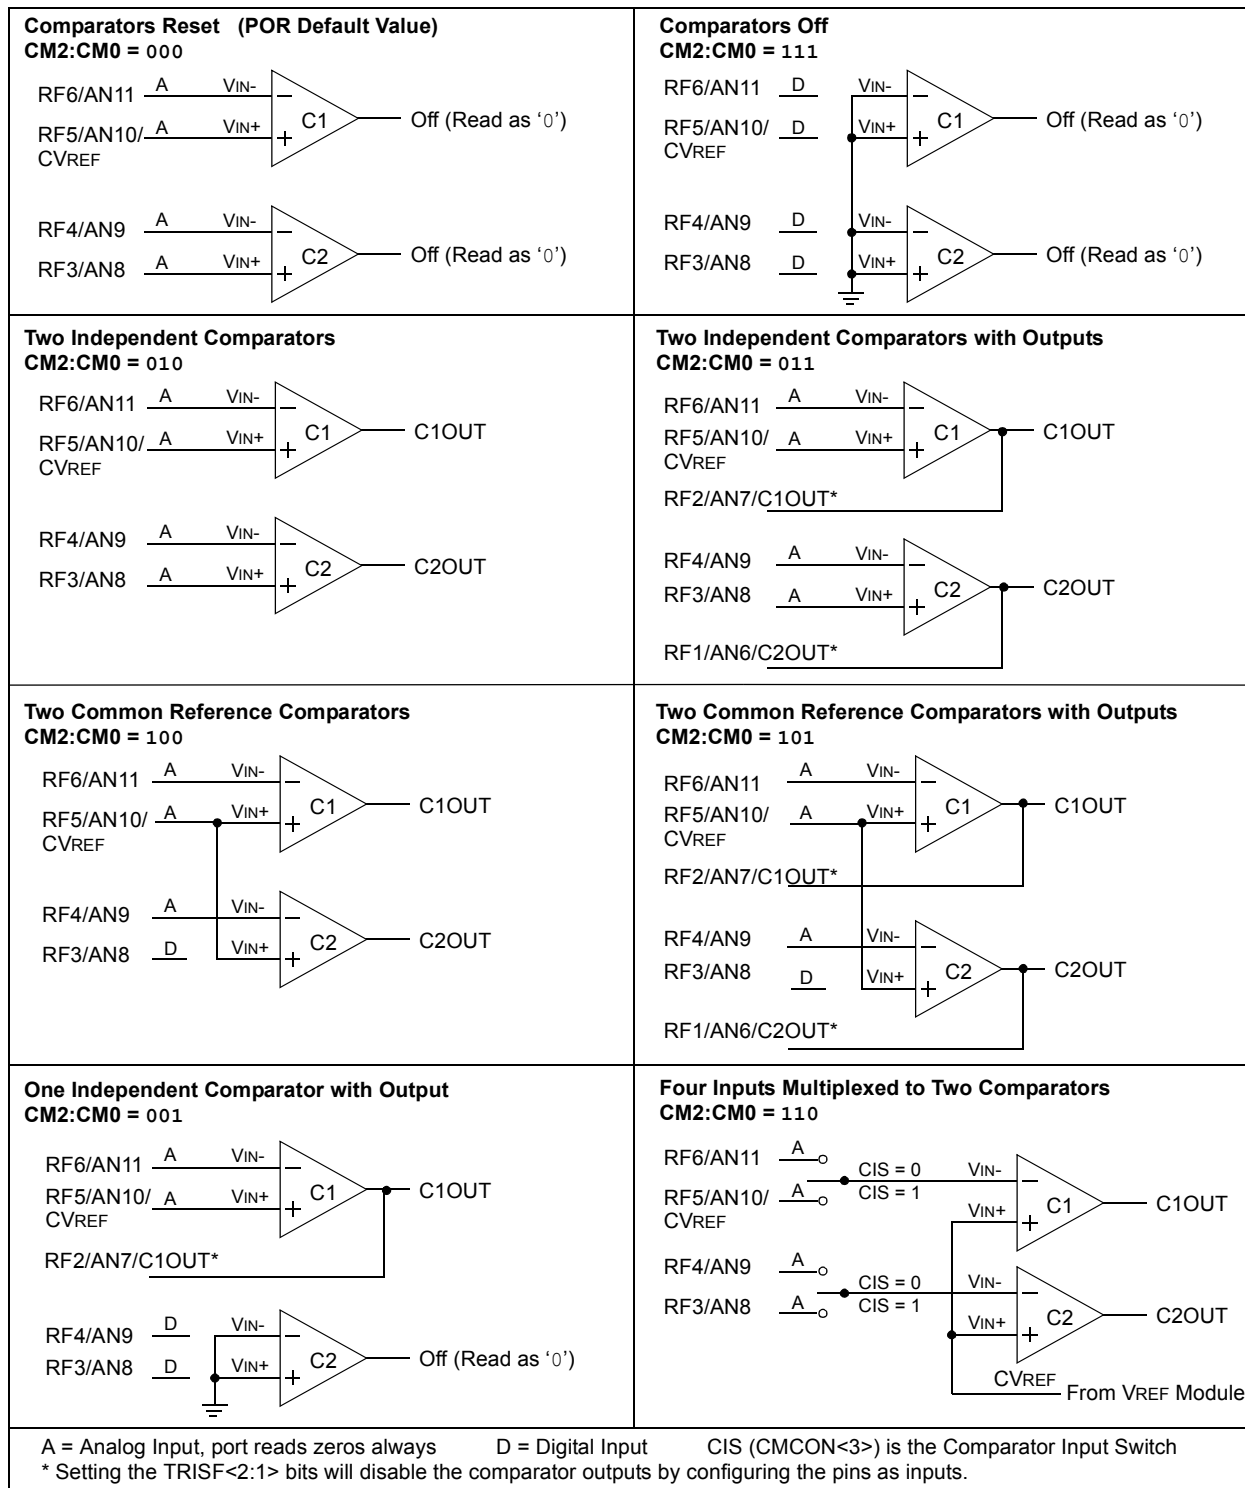 Comparators Reset (POR Default Value)
CM2:CM0 = 000
RF6/AN11 A VIN-
RF5/AN10/ A VIN+
CVREF
C1
Off (Read as ‘0’)
RF4/AN9 A VIN-
RF3/AN8 A VIN+
C2
Off (Read as ‘0’)
Comparators Off
CM2:CM0 = 111
RF6/AN11 D VIN-
RF5/AN10/ D VIN+
CVREF
C1
Off (Read as ‘0’)
RF4/AN9 D VIN-
RF3/AN8 D VIN+
C2
Off (Read as ‘0’)
Two Independent Comparators
CM2:CM0 = 010
RF6/AN11 A VIN-
RF5/AN10/ A VIN+
CVREF
C1
C1OUT
RF4/AN9 A VIN-
RF3/AN8 A VIN+
C2
C2OUT
Two Independent Comparators with Outputs
CM2:CM0 = 011
RF6/AN11 A VIN-
RF5/AN10/ A VIN+
CVREF
C1
C1OUT
RF2/AN7/C1OUT*
RF4/AN9 A VIN-
RF3/AN8 A VIN+
C2
C2OUT
RF1/AN6/C2OUT*
Two Common Reference Comparators
CM2:CM0 = 100
RF6/AN11 A VIN-
RF5/AN10/ A VIN+
CVREF
C1
C1OUT
RF4/AN9 A VIN-
RF3/AN8 D VIN+
C2
C2OUT
Two Common Reference Comparators with Outputs
CM2:CM0 = 101
RF6/AN11 A VIN-
RF5/AN10/ A VIN+
CVREF
C1
C1OUT
RF2/AN7/C1OUT*
RF4/AN9 A VIN-
RF3/AN8 D VIN+
C2
C2OUT
RF1/AN6/C2OUT*
One Independent Comparator with Output
CM2:CM0 = 001
RF6/AN11 A VIN-
RF5/AN10/ A VIN+
CVREF
C1
C1OUT
RF2/AN7/C1OUT*
RF4/AN9 D VIN-
RF3/AN8 D VIN+
C2
Off (Read as ‘0’)
Four Inputs Multiplexed to Two Comparators
CM2:CM0 = 110
RF6/AN11 A CIS = 0 VIN-
RF5/AN10/ A CIS = 1 VIN+
CVREF
C1
C1OUT
RF4/AN9 A CIS = 0 VIN-
RF3/AN8 A CIS = 1 VIN+
C2
C2OUT
CVREF
From VREF Module
A = Analog Input, port reads zeros always D = Digital Input CIS (CMCON<3>) is the Comparator Input Switch
* Setting the TRISF<2:1> bits will disable the comparator outputs by configuring the pins as inputs.